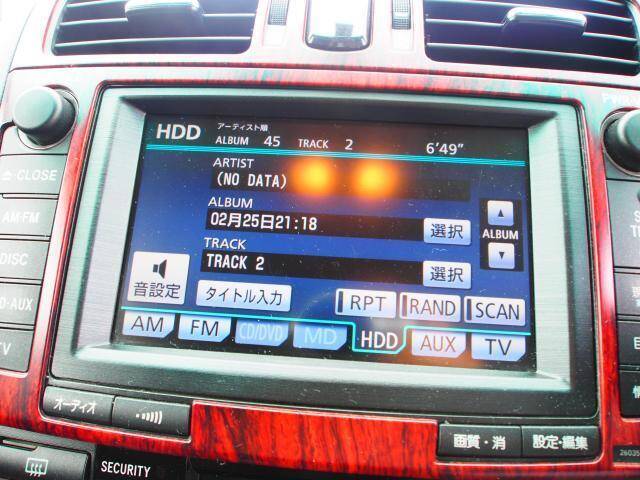 HDD アーティスト順
ALBUM 45 TRACK 2 6'49"
ARTIST
(NO DATA)
ALBUM
02月25日21:18 選択
ALBUM
TRACK
TRACK 2 選択
音設定 タイトル入力 RPT RAND SCAN
AM FM CD/DVD MD HDD AUX TV
CLOSE
AM·FM
DISC
TV
オーディオ
画質・消 設定・編集
SECURITY